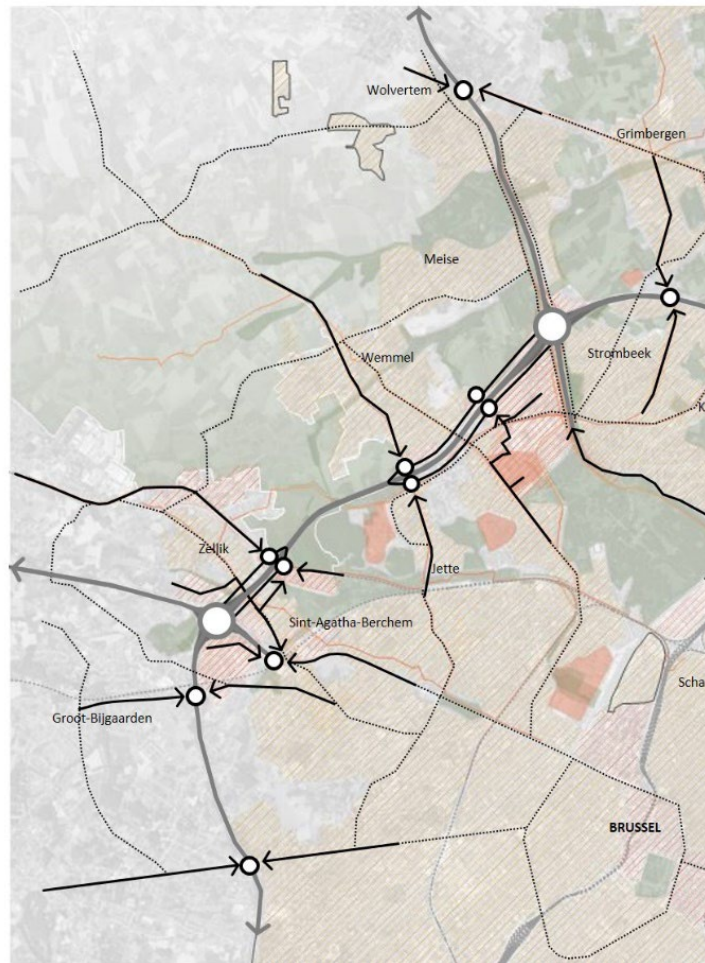 Wolvertem
Grimbergen
Meise
Strombeek
Wemmel
K
Zellik
Jette
Sint-Agatha-Berchem
Scha
Groot-Bijgaarden
BRUSSEL